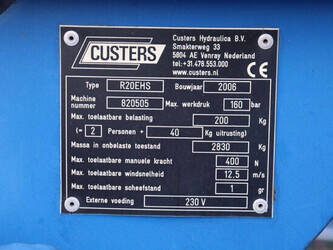 CUSTERS
Custers Hydraulica B.V.
Smakterweg 33
5804 AE Venray Nederland
tel:+31.478.553.000
www.custers.nl
CE
Type R20EHS Bouwjaar 2006
Machine nummer 820505 Max. werkdruk 160 bar
Max. toelaatbare belasting 200 Kg
(= 2 Personen + 40 Kg uitrusting)
Massa in onbelaste toestand 2830 Kg
Max. toelaatbare manuele kracht 400 N
Max. toelaatbare windsnelheid 12.5 m/s
Max. toelaatbare scheefstand 1 gr
Externe voeding 230 V